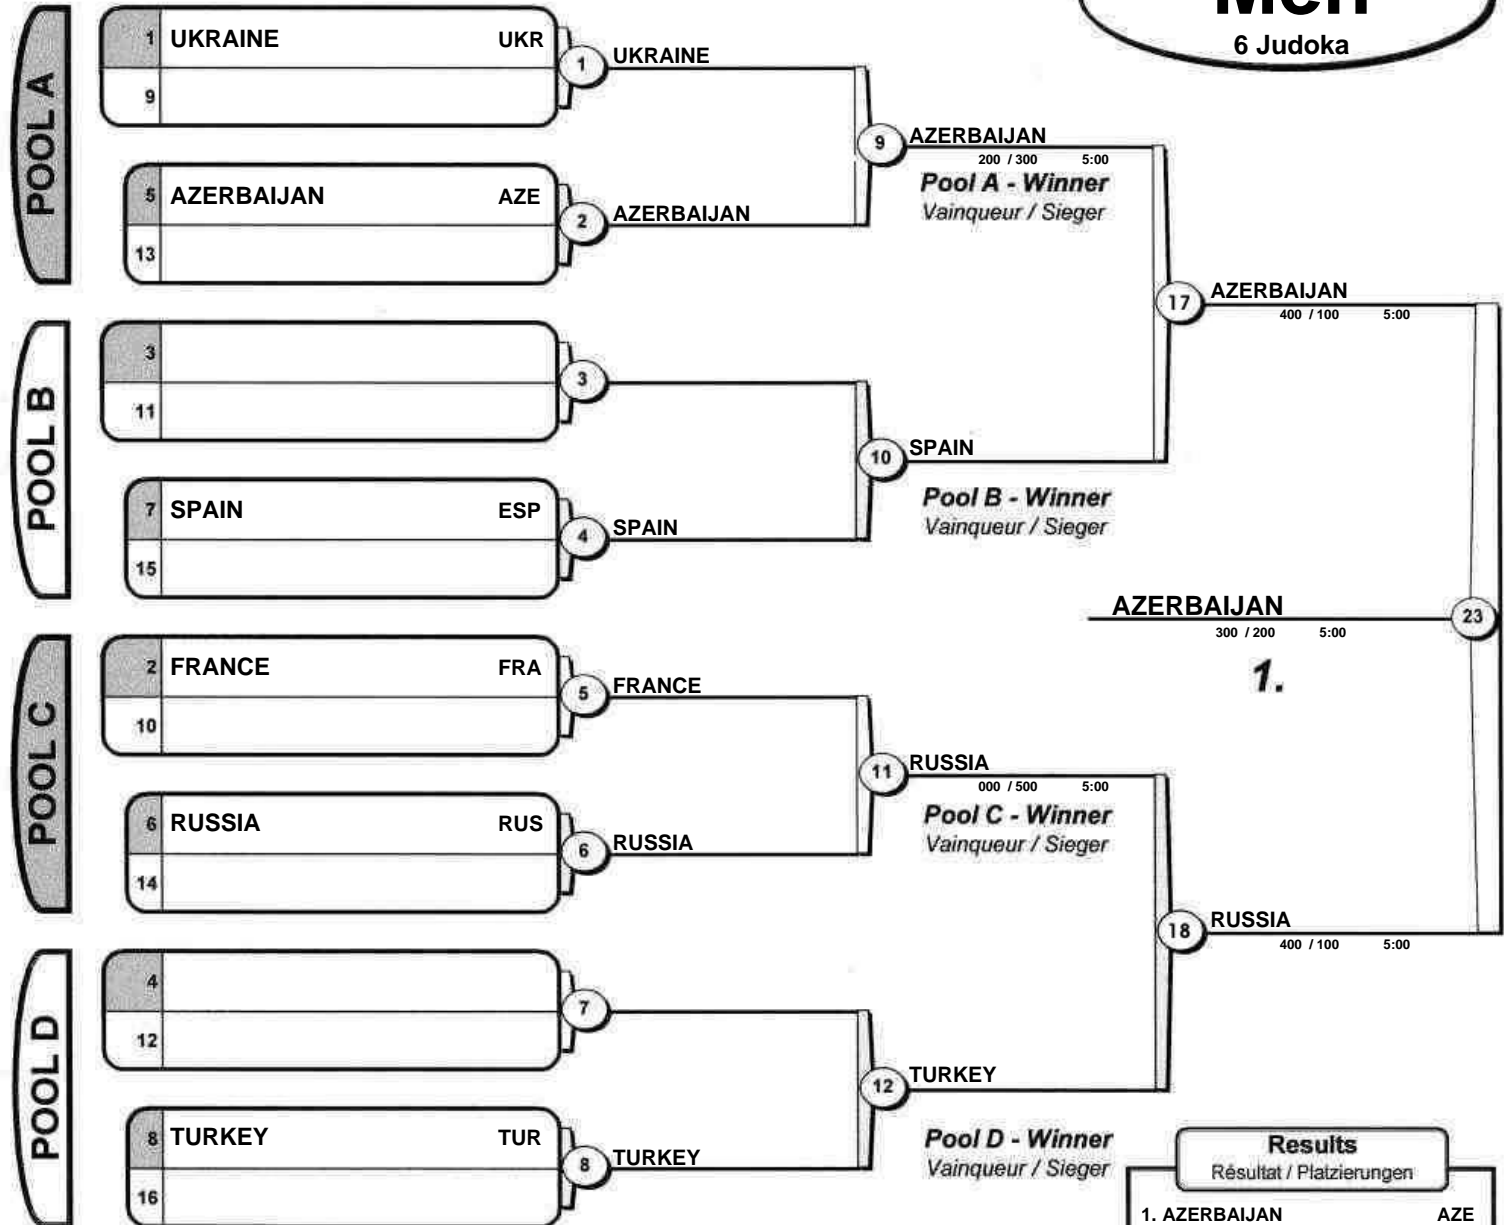 Men
6 Judoka
POOL A
1 UKRAINE UKR
9
1 UKRAINE
5 AZERBAIJAN AZE
13
2 AZERBAIJAN
9 AZERBAIJAN
200 / 300 5:00
Pool A - Winner
Vainqueur / Sieger
POOL B
3
11
3
7 SPAIN ESP
15
4 SPAIN
10 SPAIN
Pool B - Winner
Vainqueur / Sieger
17 AZERBAIJAN
400 / 100 5:00
AZERBAIJAN 23
300 / 200 5:00
1.
POOL C
2 FRANCE FRA
10
5 FRANCE
6 RUSSIA RUS
14
6 RUSSIA
11 RUSSIA
000 / 500 5:00
Pool C - Winner
Vainqueur / Sieger
18 RUSSIA
400 / 100 5:00
POOL D
4
12
7
8 TURKEY TUR
16
8 TURKEY
12 TURKEY
Pool D - Winner
Vainqueur / Sieger
Results
Résultat / Platzierungen
1. AZERBAIJAN AZE